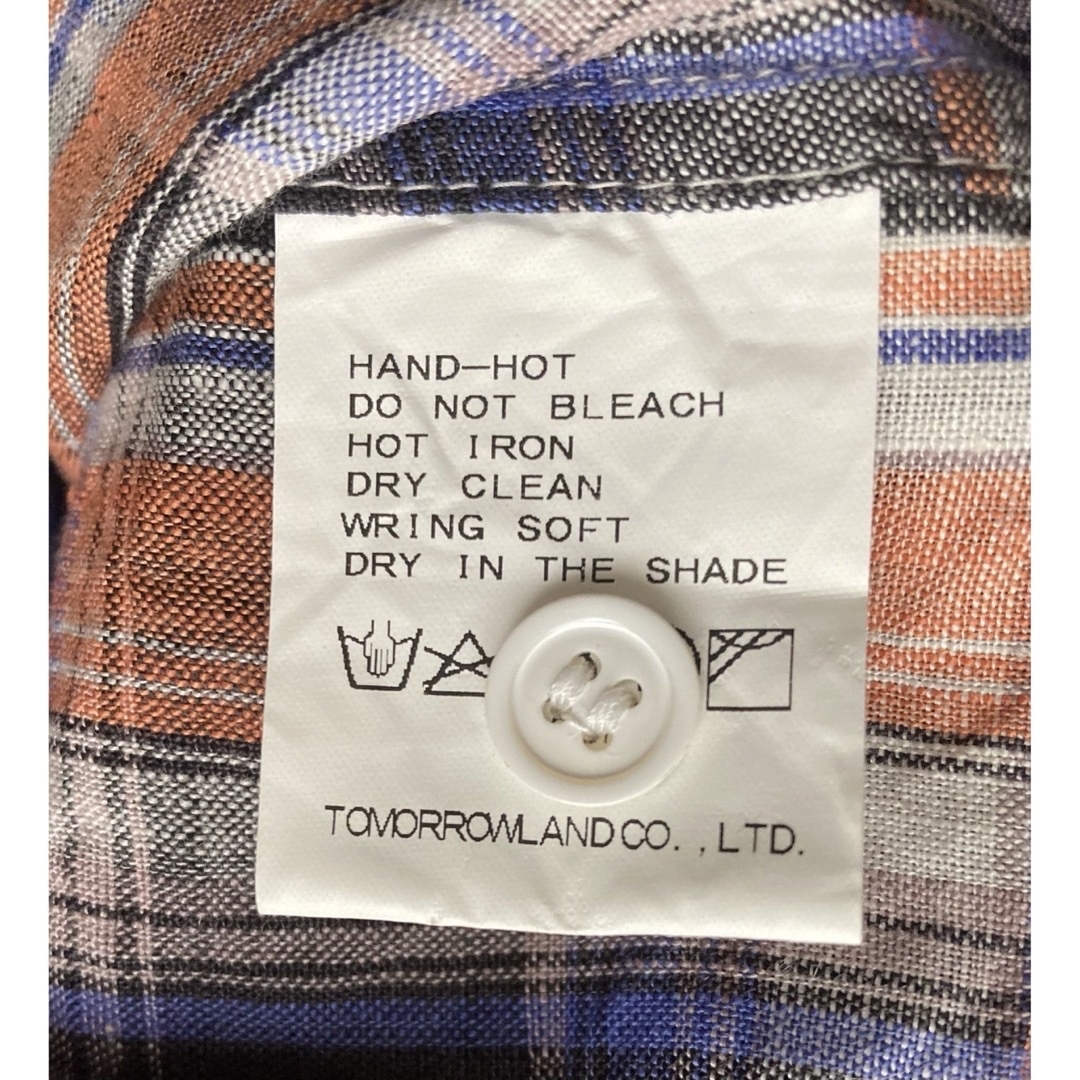 HAND-HOT
DO NOT BLEACH
HOT IRON
DRY CLEAN
WRING SOFT
DRY IN THE SHADE
TOMORROWLAND CO., LTD.